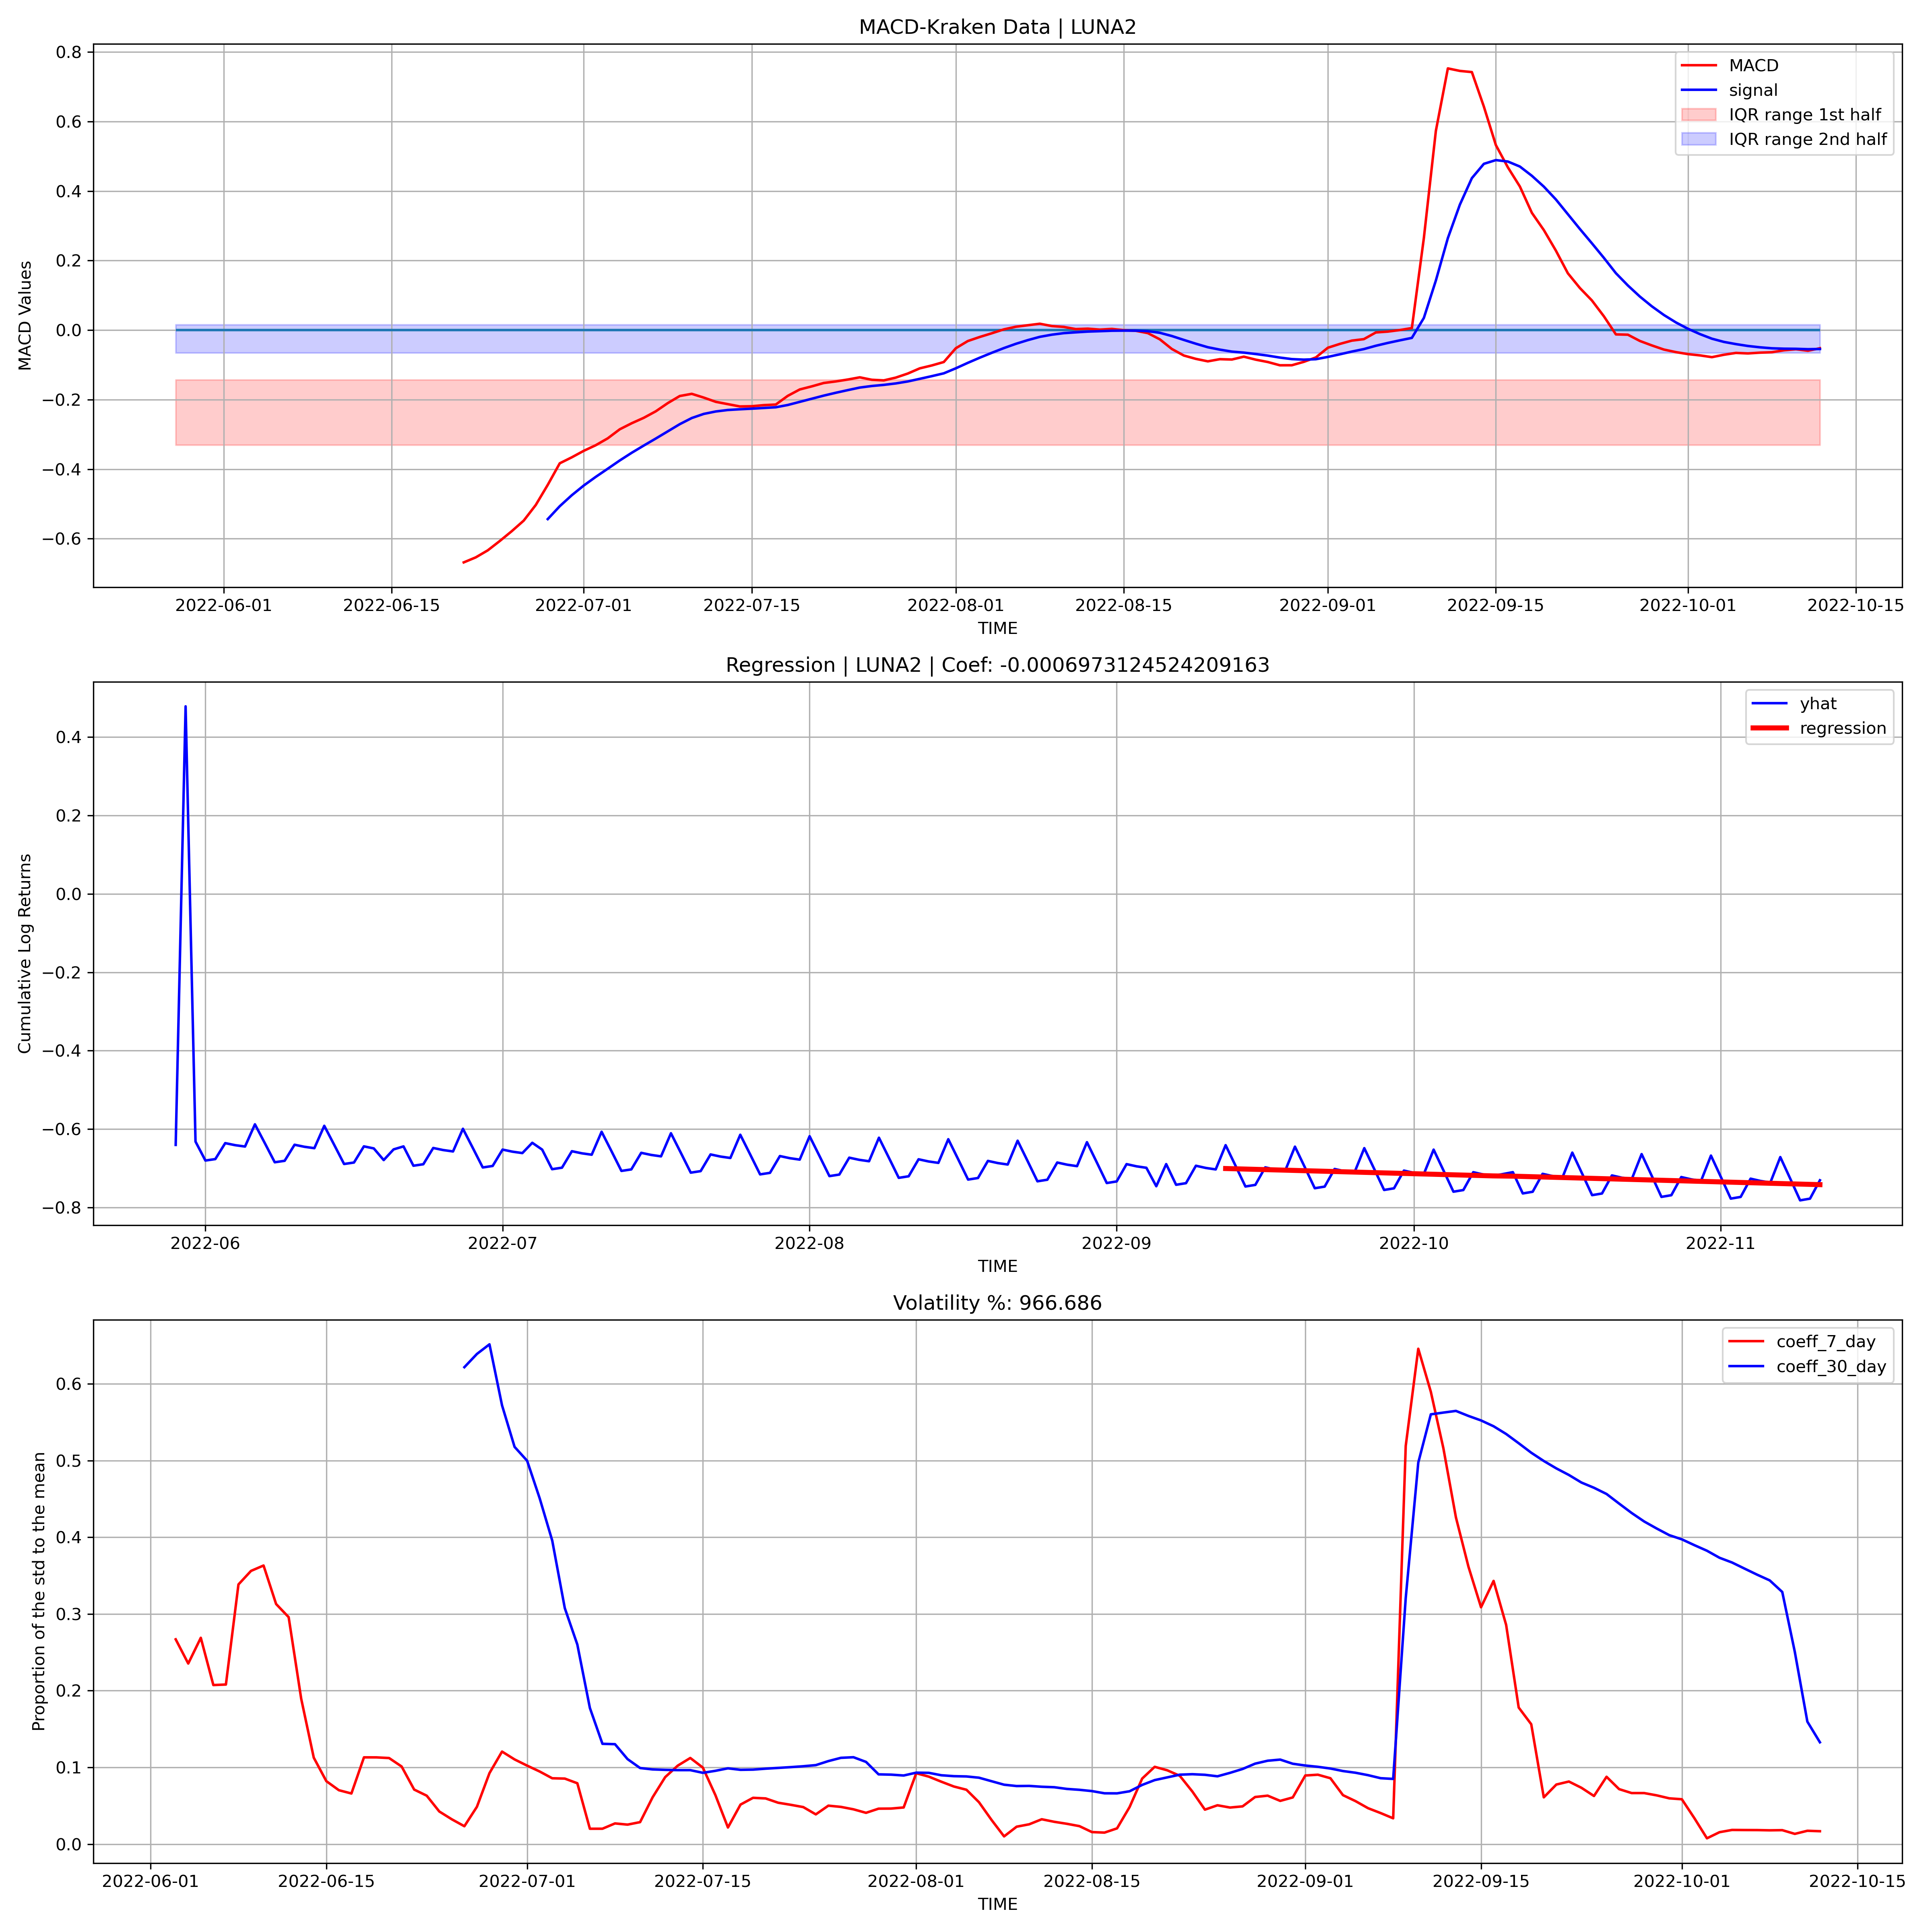 MACD-Kraken Data | LUNA2
MACD Values
0.8
0.6
0.4
0.2
0.0
−0.2
−0.4
−0.6
MACD
signal
IQR range 1st half
IQR range 2nd half
2022-06-01 2022-06-15 2022-07-01 2022-07-15 2022-08-01 2022-08-15 2022-09-01 2022-09-15 2022-10-01 2022-10-15
TIME
Regression | LUNA2 | Coef: -0.0006973124524209163
Cumulative Log Returns
0.4
0.2
0.0
−0.2
−0.4
−0.6
−0.8
yhat
regression
2022-06 2022-07 2022-08 2022-09 2022-10 2022-11
TIME
Volatility %: 966.686
Proportion of the std to the mean
0.6
0.5
0.4
0.3
0.2
0.1
0.0
coeff_7_day
coeff_30_day
2022-06-01 2022-06-15 2022-07-01 2022-07-15 2022-08-01 2022-08-15 2022-09-01 2022-09-15 2022-10-01 2022-10-15
TIME